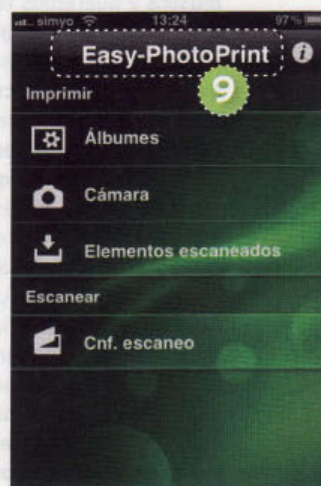 simyo 13:24 97%
Easy-PhotoPrint
9
Imprimir
Álbumes
Cámara
Elementos escaneados
Escanear
Cnf. escaneo